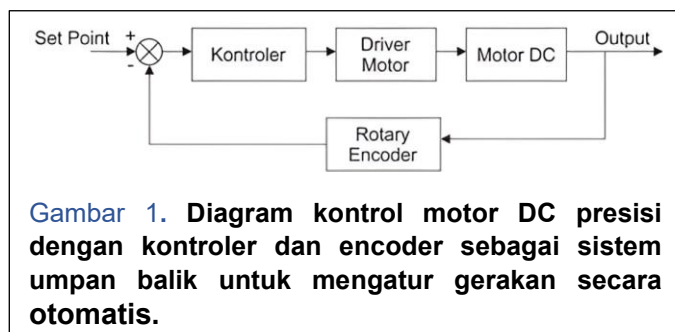 Set Point
+
-
Kontroler
Driver
Motor
Motor DC
Output
Rotary
Encoder
Gambar 1. Diagram kontrol motor DC presisi
dengan kontroler dan encoder sebagai sistem
umpan balik untuk mengatur gerakan secara
otomatis.